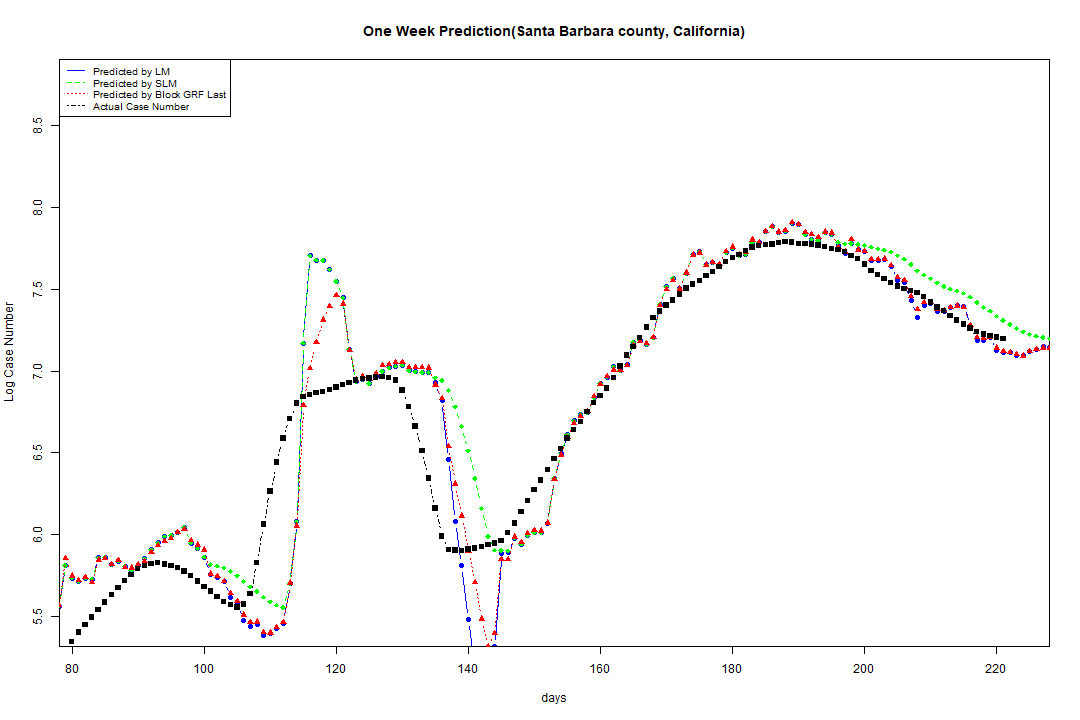 One Week Prediction(Santa Barbara county, California)
Predicted by LM
Predicted by SLM
Predicted by Block GRF Last
Actual Case Number
8.5
8.0
7.5
7.0
6.5
6.0
5.5
Log Case Number
80 100 120 140 160 180 200 220
days